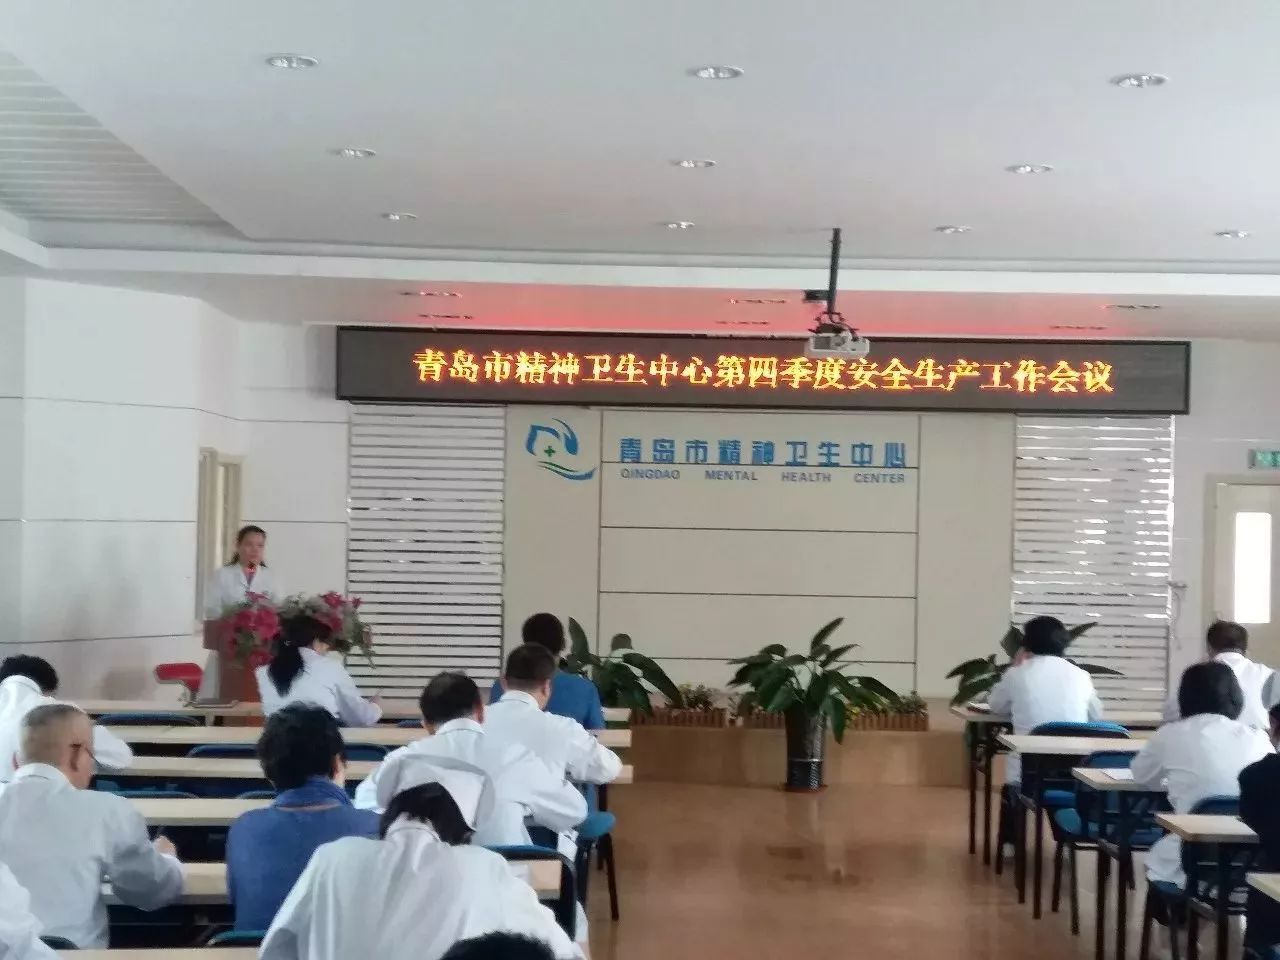 青岛市精神卫生中心第四季度安全生产工作会议
青岛市精神卫生中心
QINGDAO MENTAL HEALTH CENTER